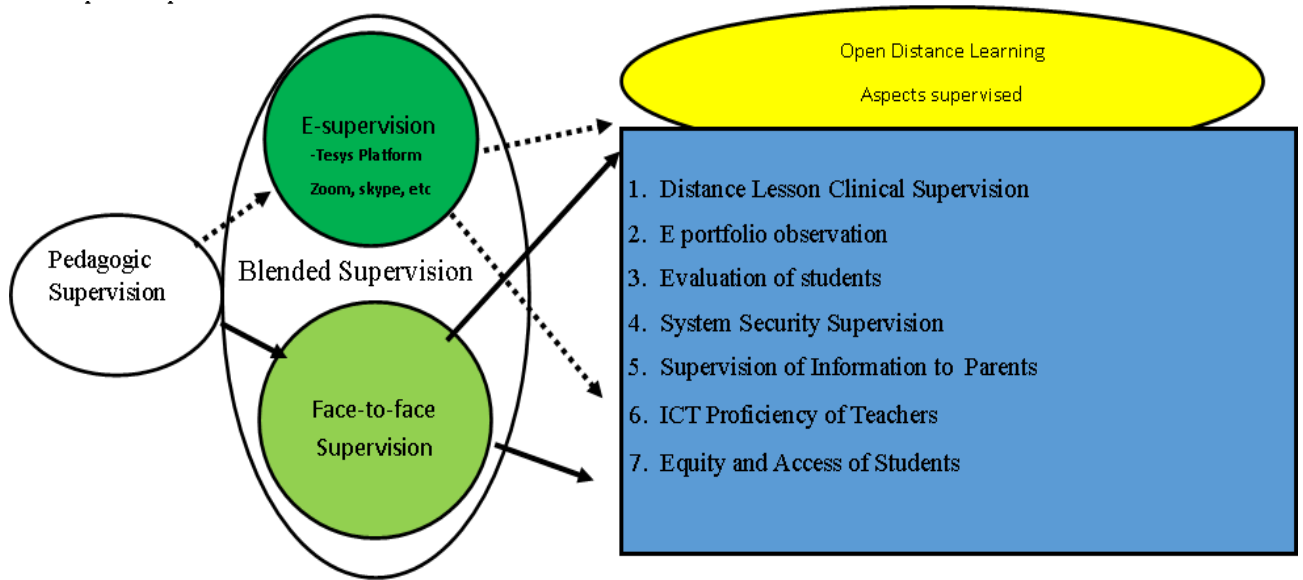 Pedagogic
Supervision
E-supervision
-Tesys Platform
Zoom, skype, etc
Blended Supervision
Face-to-face
Supervision
Open Distance Learning
Aspects supervised
1. Distance Lesson Clinical Supervision
2. E portfolio observation
3. Evaluation of students
4. System Security Supervision
5. Supervision of Information to Parents
6. ICT Proficiency of Teachers
7. Equity and Access of Students